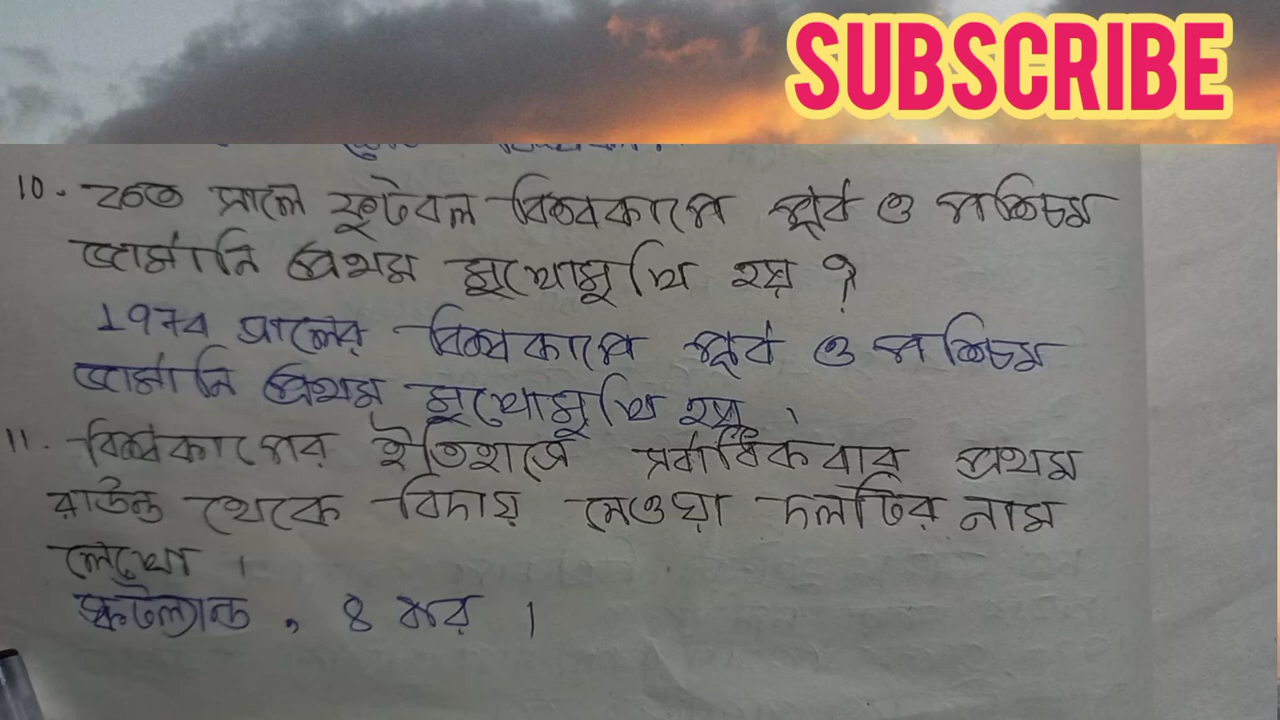 SUBSCRIBE
10. কত সালে ফুটবল বিশ্বকাপে পূর্ব ও পশ্চিম
জার্মানি প্রথম মুখোমুখি হয় ?
1974 সালের বিশ্বকাপে পূর্ব ও পশ্চিম
জার্মানি প্রথম মুখোমুখি হয় ।
11. বিশ্বকাপের ইতিহাসে সর্বাধিকবার প্রথম
রাউন্ড থেকে বিদায় নেওয়া দলটির নাম
লেখো ।
স্কটল্যান্ড , ৪ বার ।